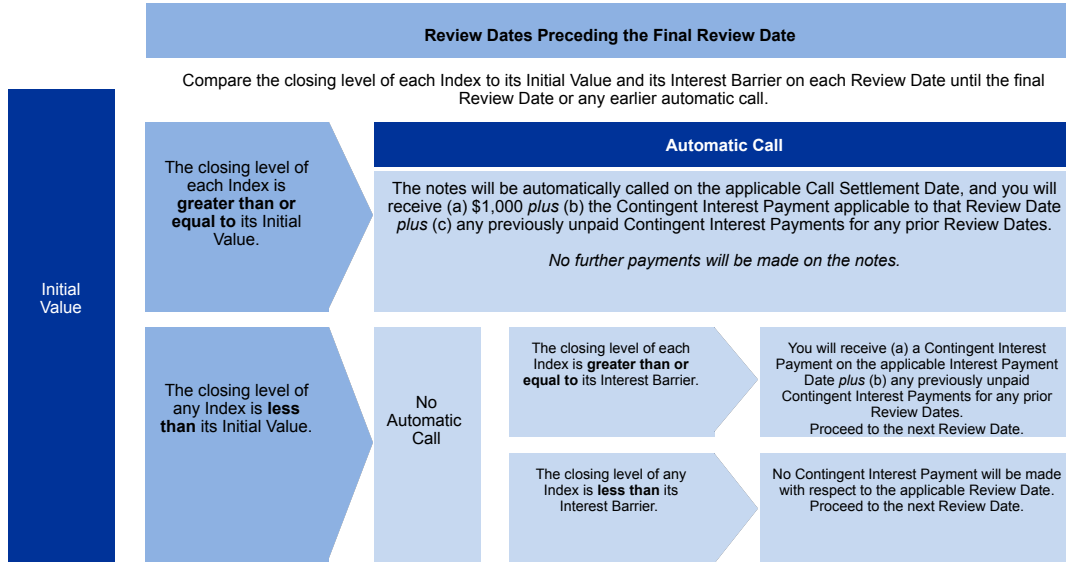 Review Dates Preceding the Final Review Date
Compare the closing level of each Index to its Initial Value and its Interest Barrier on each Review Date until the final
Review Date or any earlier automatic call.
Initial
Value
The closing level of
each Index is
greater than or
equal to its Initial
Value.
Automatic Call
The notes will be automatically called on the applicable Call Settlement Date, and you will
receive (a) $1,000 plus (b) the Contingent Interest Payment applicable to that Review Date
plus (c) any previously unpaid Contingent Interest Payments for any prior Review Dates.
No further payments will be made on the notes.
The closing level of
any Index is less
than its Initial Value.
No
Automatic
Call
The closing level of each
Index is greater than or
equal to its Interest Barrier.
You will receive (a) a Contingent Interest
Payment on the applicable Interest Payment
Date plus (b) any previously unpaid
Contingent Interest Payments for any prior
Review Dates.
Proceed to the next Review Date.
The closing level of any
Index is less than its
Interest Barrier.
No Contingent Interest Payment will be made
with respect to the applicable Review Date.
Proceed to the next Review Date.